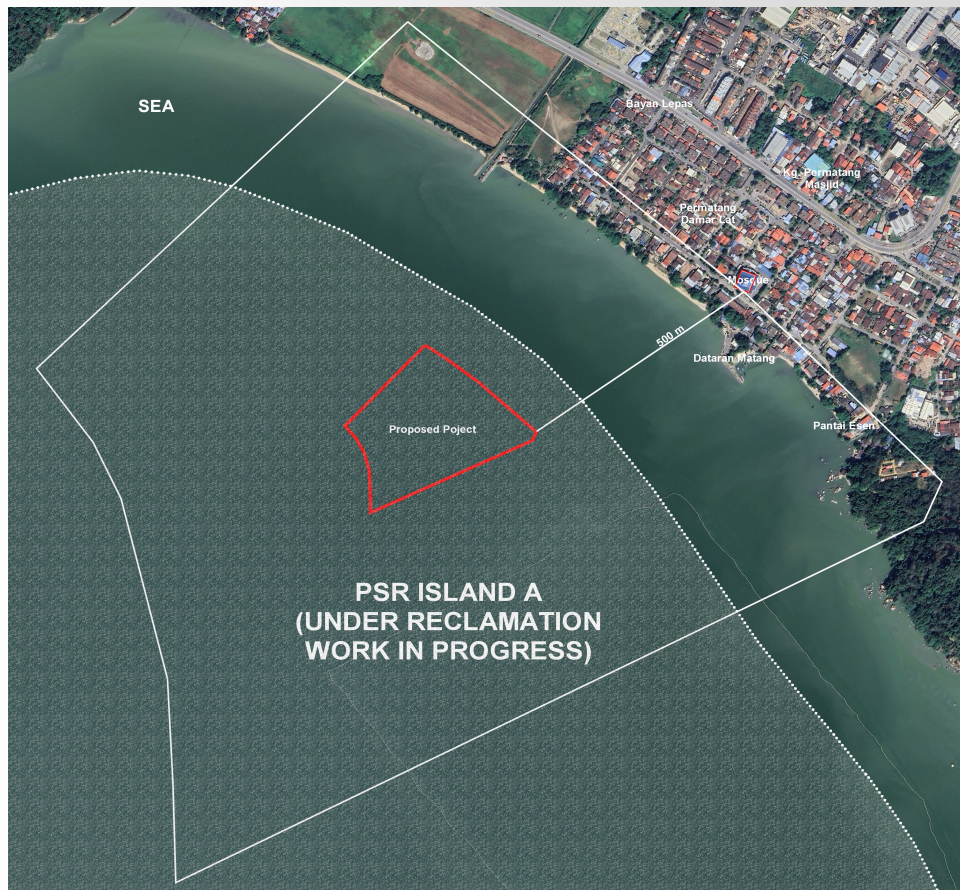 SEA
Bayan Lepas
Kg. Permatang
Masjid
Permatang
Damar Lat
Mosque
500 m
Dataran Matang
Pantai Esen
Proposed Poject
PSR ISLAND A
(UNDER RECLAMATION
WORK IN PROGRESS)